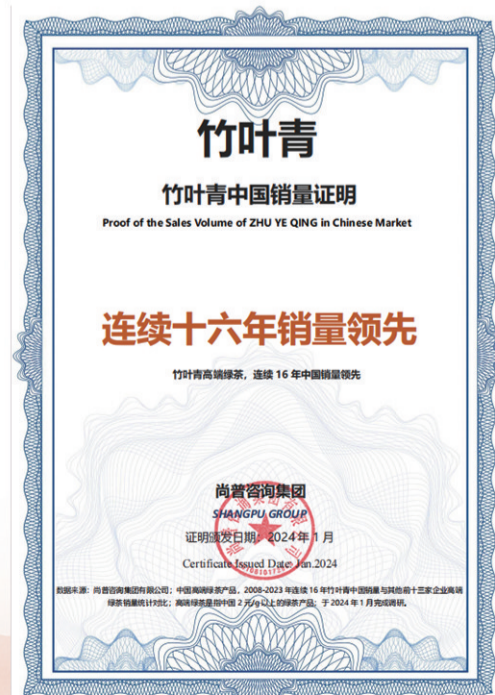 竹叶青
竹叶青中国销量证明
Proof of the Sales Volume of ZHU YE QING in Chinese Market
连续十六年销量领先
竹叶青高端绿茶，连续 16 年中国销量领先
尚普咨询集团
SHANGPU GROUP
证明颁发日期：2024年 1 月
Certificate Issued Date: Jan.2024
数据来源：尚普咨询集团有限公司；中国高端绿茶产品，2008-2023 年连续 16 年竹叶青中国销量与其他前十三家企业高端
绿茶销量统计对比；高端绿茶是指中国 2 元/g 以上的绿茶产品；于 2024 年 1 月完成调研。